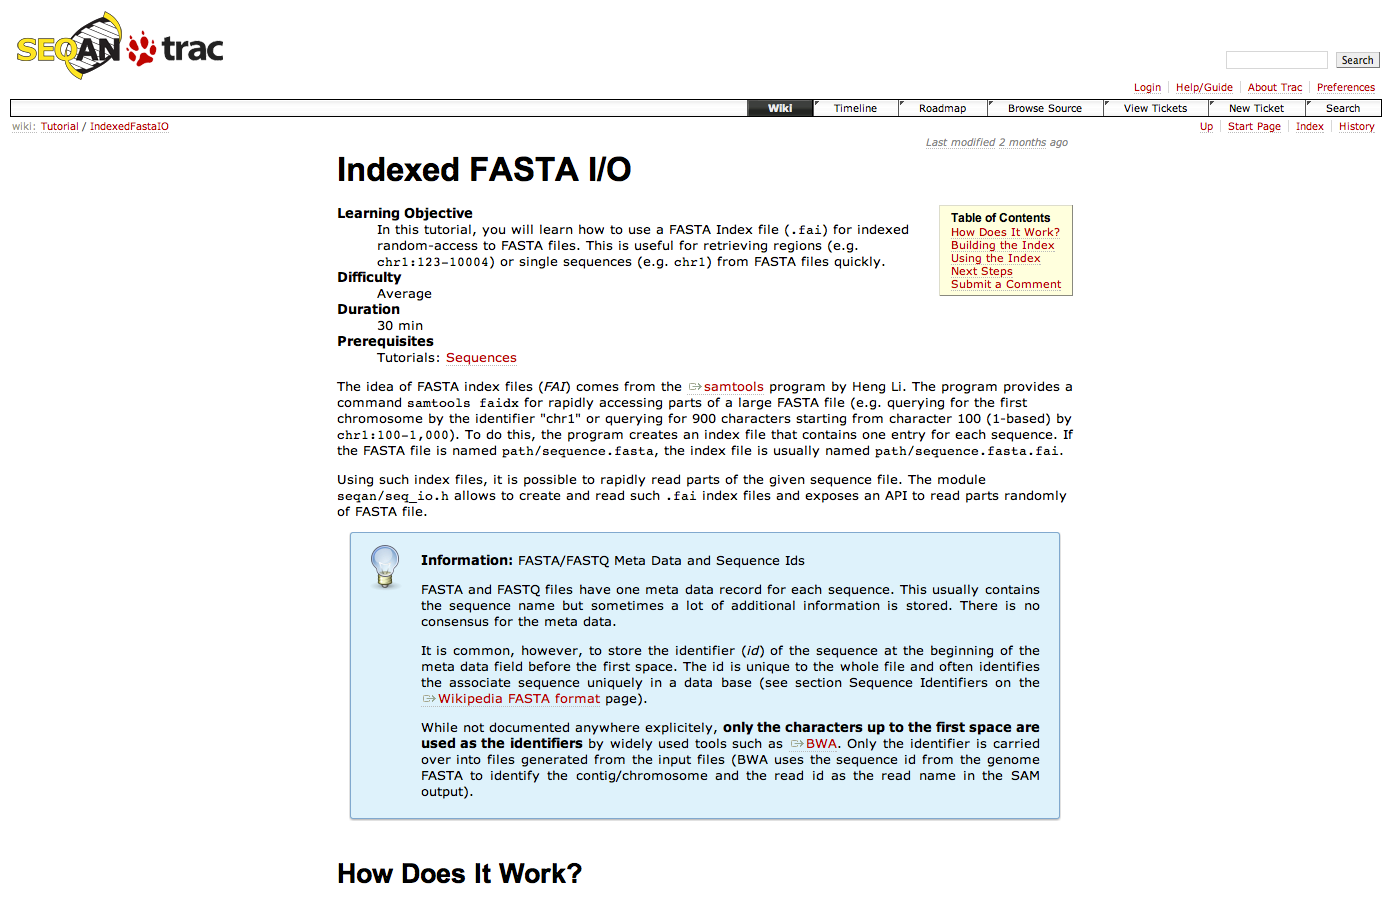 SEQAN trac
Search
Login Help/Guide About Trac Preferences
Wiki Timeline Roadmap Browse Source View Tickets New Ticket Search
wiki: Tutorial / IndexedFastaIO
Up Start Page Index History
Last modified 2 months ago
Indexed FASTA I/O
Learning Objective
In this tutorial, you will learn how to use a FASTA Index file (.fai) for indexed
random-access to FASTA files. This is useful for retrieving regions (e.g.
chr1:123-10004) or single sequences (e.g. chr1) from FASTA files quickly.
Difficulty
Average
Duration
30 min
Prerequisites
Tutorials: Sequences
Table of Contents
How Does It Work?
Building the Index
Using the Index
Next Steps
Submit a Comment
The idea of FASTA index files (FAI) comes from the samtools program by Heng Li. The program provides a
command samtools faidx for rapidly accessing parts of a large FASTA file (e.g. querying for the first
chromosome by the identifier "chr1" or querying for 900 characters starting from character 100 (1-based) by
chr1:100-1,000). To do this, the program creates an index file that contains one entry for each sequence. If
the FASTA file is named path/sequence.fasta, the index file is usually named path/sequence.fasta.fai.
Using such index files, it is possible to rapidly read parts of the given sequence file. The module
seqan/seq_io.h allows to create and read such .fai index files and exposes an API to read parts randomly
of FASTA file.
Information: FASTA/FASTQ Meta Data and Sequence Ids
FASTA and FASTQ files have one meta data record for each sequence. This usually contains
the sequence name but sometimes a lot of additional information is stored. There is no
consensus for the meta data.
It is common, however, to store the identifier (id) of the sequence at the beginning of the
meta data field before the first space. The id is unique to the whole file and often identifies
the associate sequence uniquely in a data base (see section Sequence Identifiers on the
Wikipedia FASTA format page).
While not documented anywhere explicitely, only the characters up to the first space are
used as the identifiers by widely used tools such as BWA. Only the identifier is carried
over into files generated from the input files (BWA uses the sequence id from the genome
FASTA to identify the contig/chromosome and the read id as the read name in the SAM
output).
How Does It Work?